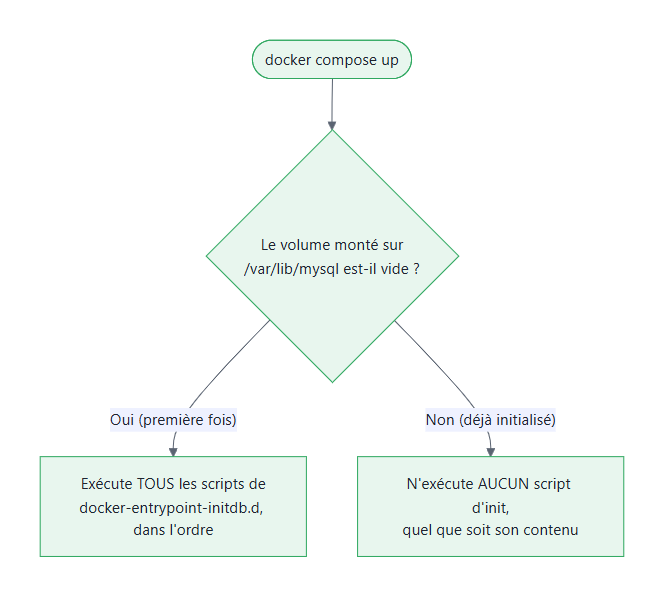 docker compose up
Le volume monté sur
/var/lib/mysql est-il vide ?
Oui (première fois)
Non (déjà initialisé)
Exécute TOUS les scripts de
docker-entrypoint-initdb.d,
dans l'ordre
N'exécute AUCUN script
d'init,
quel que soit son contenu